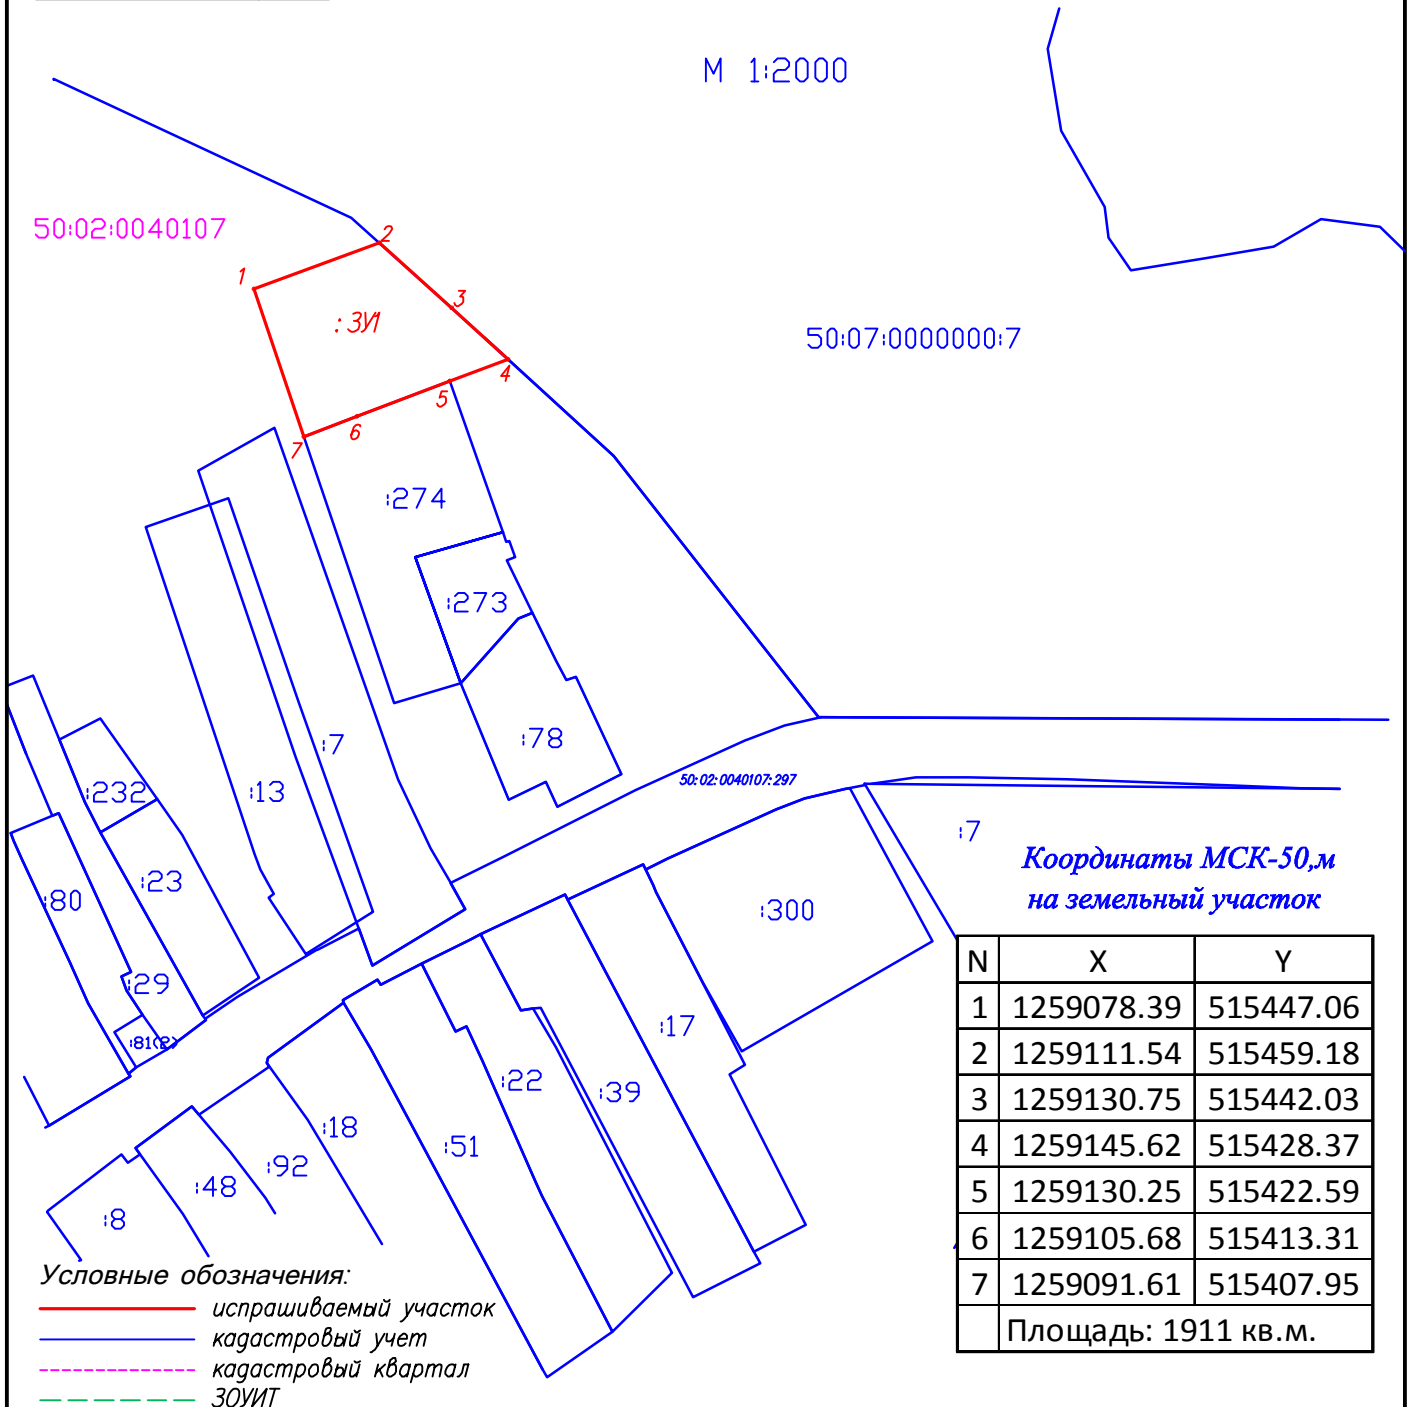 М 1:2000
50:02:0040107
2
1
3
:ЗУ1
50:07:0000000:7
4
5
6
7
:274
:273
:7
:78
50:02:0040107:297
:232
:13
:7
Координаты МСК-50,м
на земельный участок
:23
:80
:300
N X Y
1 1259078.39 515447.06
2 1259111.54 515459.18
3 1259130.75 515442.03
4 1259145.62 515428.37
5 1259130.25 515422.59
6 1259105.68 515413.31
7 1259091.61 515407.95
Площадь: 1911 кв.м.
:29
:17
:81(2)
:22
:39
:18
:51
:92
:48
:8
Условные обозначения:
испрашиваемый участок
кадастровый учет
кадастровый квартал
ЗОУИТ